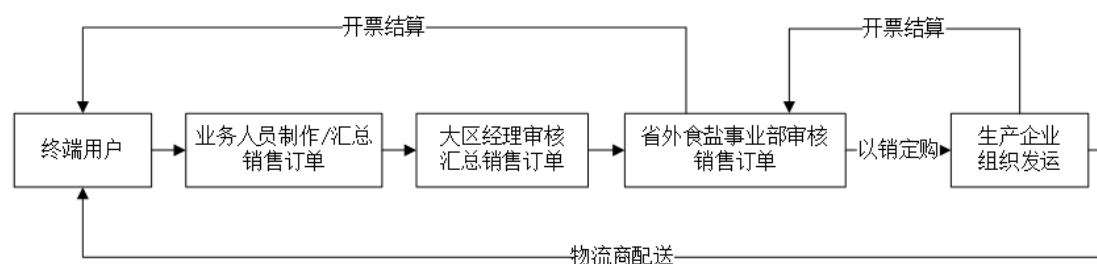 开票结算
开票结算
终端用户
业务人员制作/汇总
销售订单
大区经理审核
汇总销售订单
省外食盐事业部审核
销售订单
以销定购
生产企业
组织发运
物流商配送